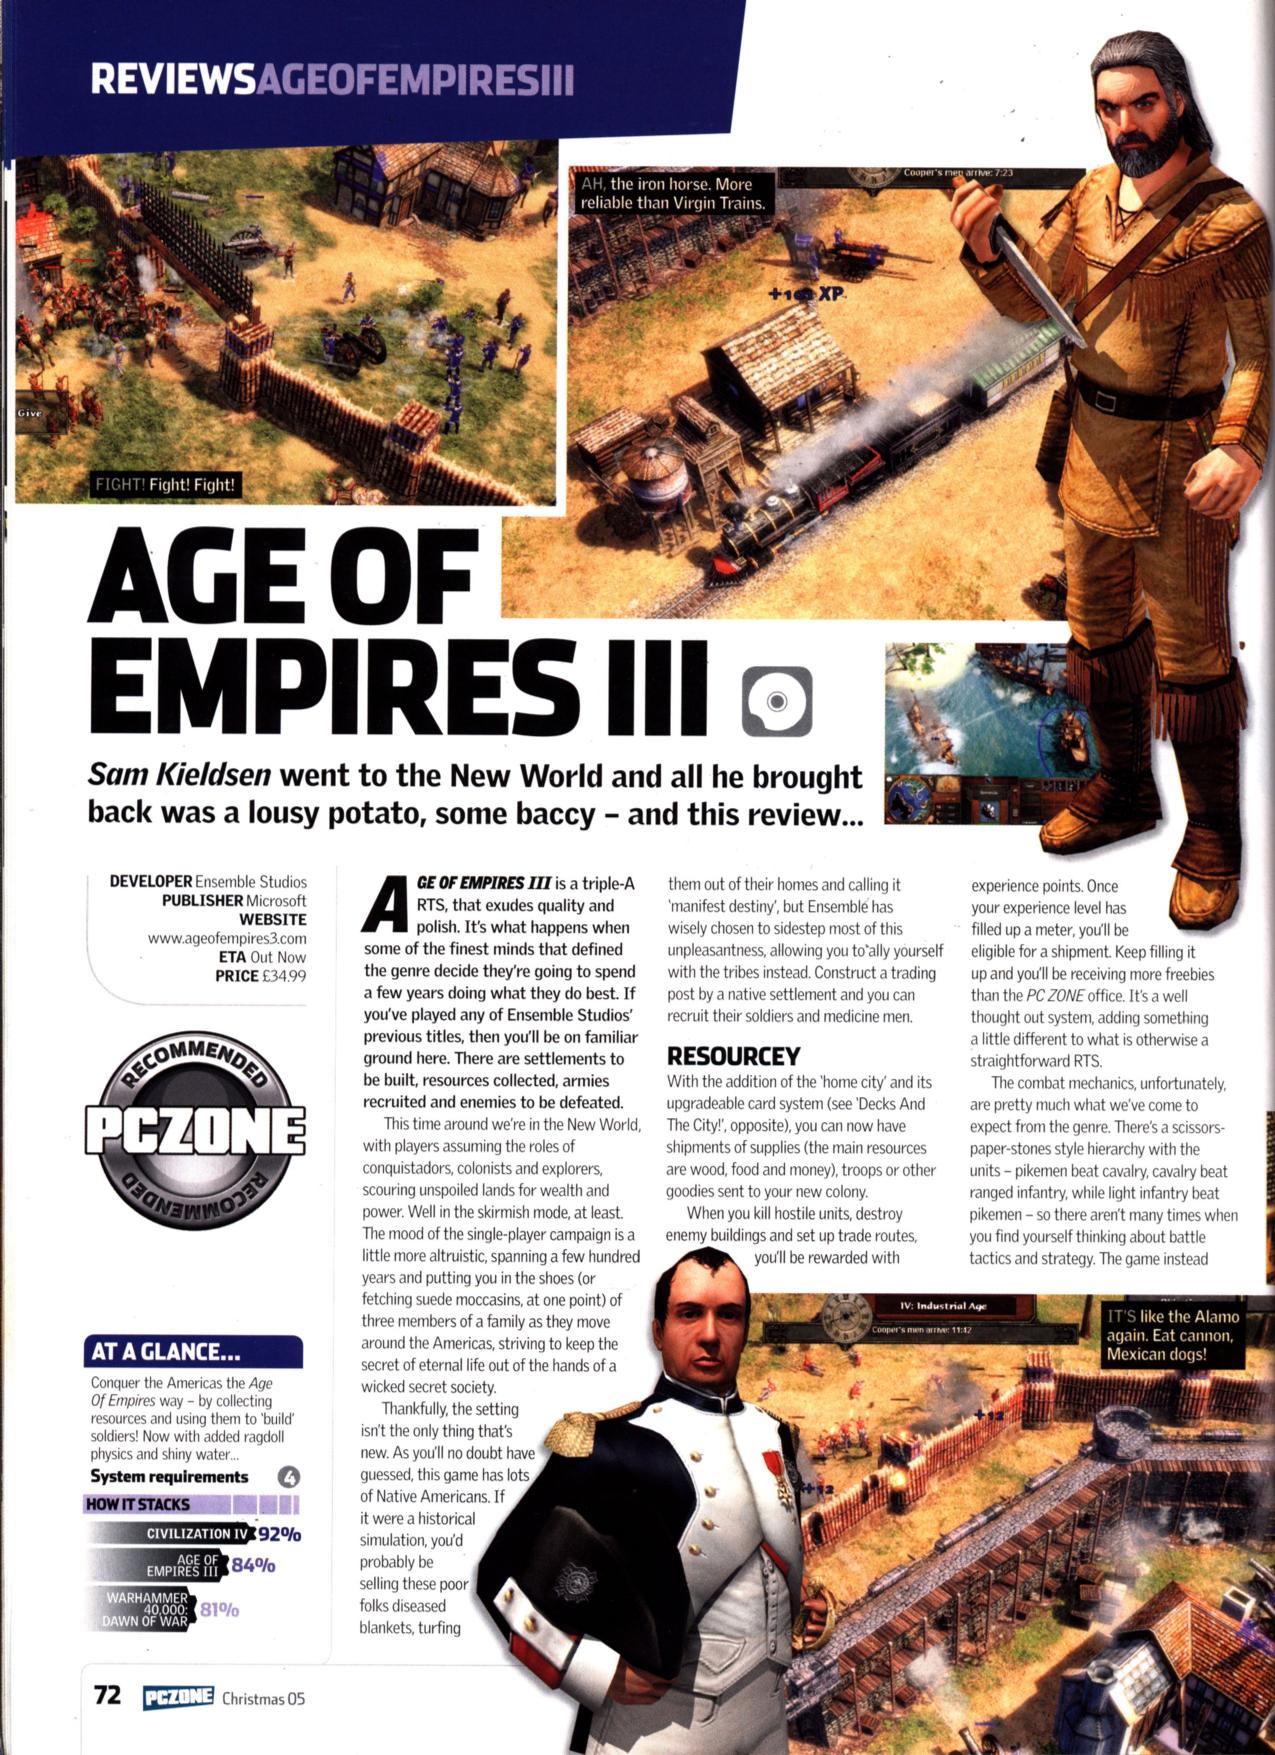 REVIEWSAGEOFEMPIRESIII
Give
FIGHT! Fight! Fight!
AH, the iron horse. More
reliable than Virgin Trains.
Cooper's men arrive: 7:23
XP
AGE OF
EMPIRES III
Sam Kieldsen went to the New World and all he brought
back was a lousy potato, some baccy – and this review...
DEVELOPER Ensemble Studios
PUBLISHER Microsoft
WEBSITE
www.ageofempires3.com
ETA Out Now
PRICE £34.99
RECOMMENDED
PCZONE
RECOMMENDED
AT A GLANCE...
Conquer the Americas the Age
Of Empires way – by collecting
resources and using them to 'build'
soldiers! Now with added ragdoll
physics and shiny water...
System requirements 4
HOW IT STACKS
CIVILIZATION IV 92%
AGE OF
EMPIRES III 84%
WARHAMMER
40,000:
DAWN OF WAR 81%
AGE OF EMPIRES III is a triple-A
RTS, that exudes quality and
polish. It's what happens when
some of the finest minds that defined
the genre decide they're going to spend
a few years doing what they do best. If
you've played any of Ensemble Studios'
previous titles, then you'll be on familiar
ground here. There are settlements to
be built, resources collected, armies
recruited and enemies to be defeated.
This time around we're in the New World,
with players assuming the roles of
conquistadors, colonists and explorers,
scouring unspoiled lands for wealth and
power. Well in the skirmish mode, at least.
The mood of the single-player campaign is a
little more altruistic, spanning a few hundred
years and putting you in the shoes (or
fetching suede moccasins, at one point) of
three members of a family as they move
around the Americas, striving to keep the
secret of eternal life out of the hands of a
wicked secret society.
Thankfully, the setting
isn't the only thing that's
new. As you'll no doubt have
guessed, this game has lots
of Native Americans. If
it were a historical
simulation, you'd
probably be
selling these poor
folks diseased
blankets, turfing
them out of their homes and calling it
'manifest destiny', but Ensemble has
wisely chosen to sidestep most of this
unpleasantness, allowing you to ally yourself
with the tribes instead. Construct a trading
post by a native settlement and you can
recruit their soldiers and medicine men.
RESOURCEY
With the addition of the 'home city' and its
upgradeable card system (see 'Decks And
The City!', opposite), you can now have
shipments of supplies (the main resources
are wood, food and money), troops or other
goodies sent to your new colony.
When you kill hostile units, destroy
enemy buildings and set up trade routes,
you'll be rewarded with
experience points. Once
your experience level has
filled up a meter, you'll be
eligible for a shipment. Keep filling it
up and you'll be receiving more freebies
than the PC ZONE office. It's a well
thought out system, adding something
a little different to what is otherwise a
straightforward RTS.
The combat mechanics, unfortunately,
are pretty much what we've come to
expect from the genre. There's a scissors-
paper-stones style hierarchy with the
units – pikemen beat cavalry, cavalry beat
ranged infantry, while light infantry beat
pikemen – so there aren't many times when
you find yourself thinking about battle
tactics and strategy. The game instead
IV: Industrial Age
Cooper's men arrive: 11:42
IT'S like the Alamo
again. Eat cannon,
Mexican dogs!
+12
+12
72 PCZONE Christmas 05